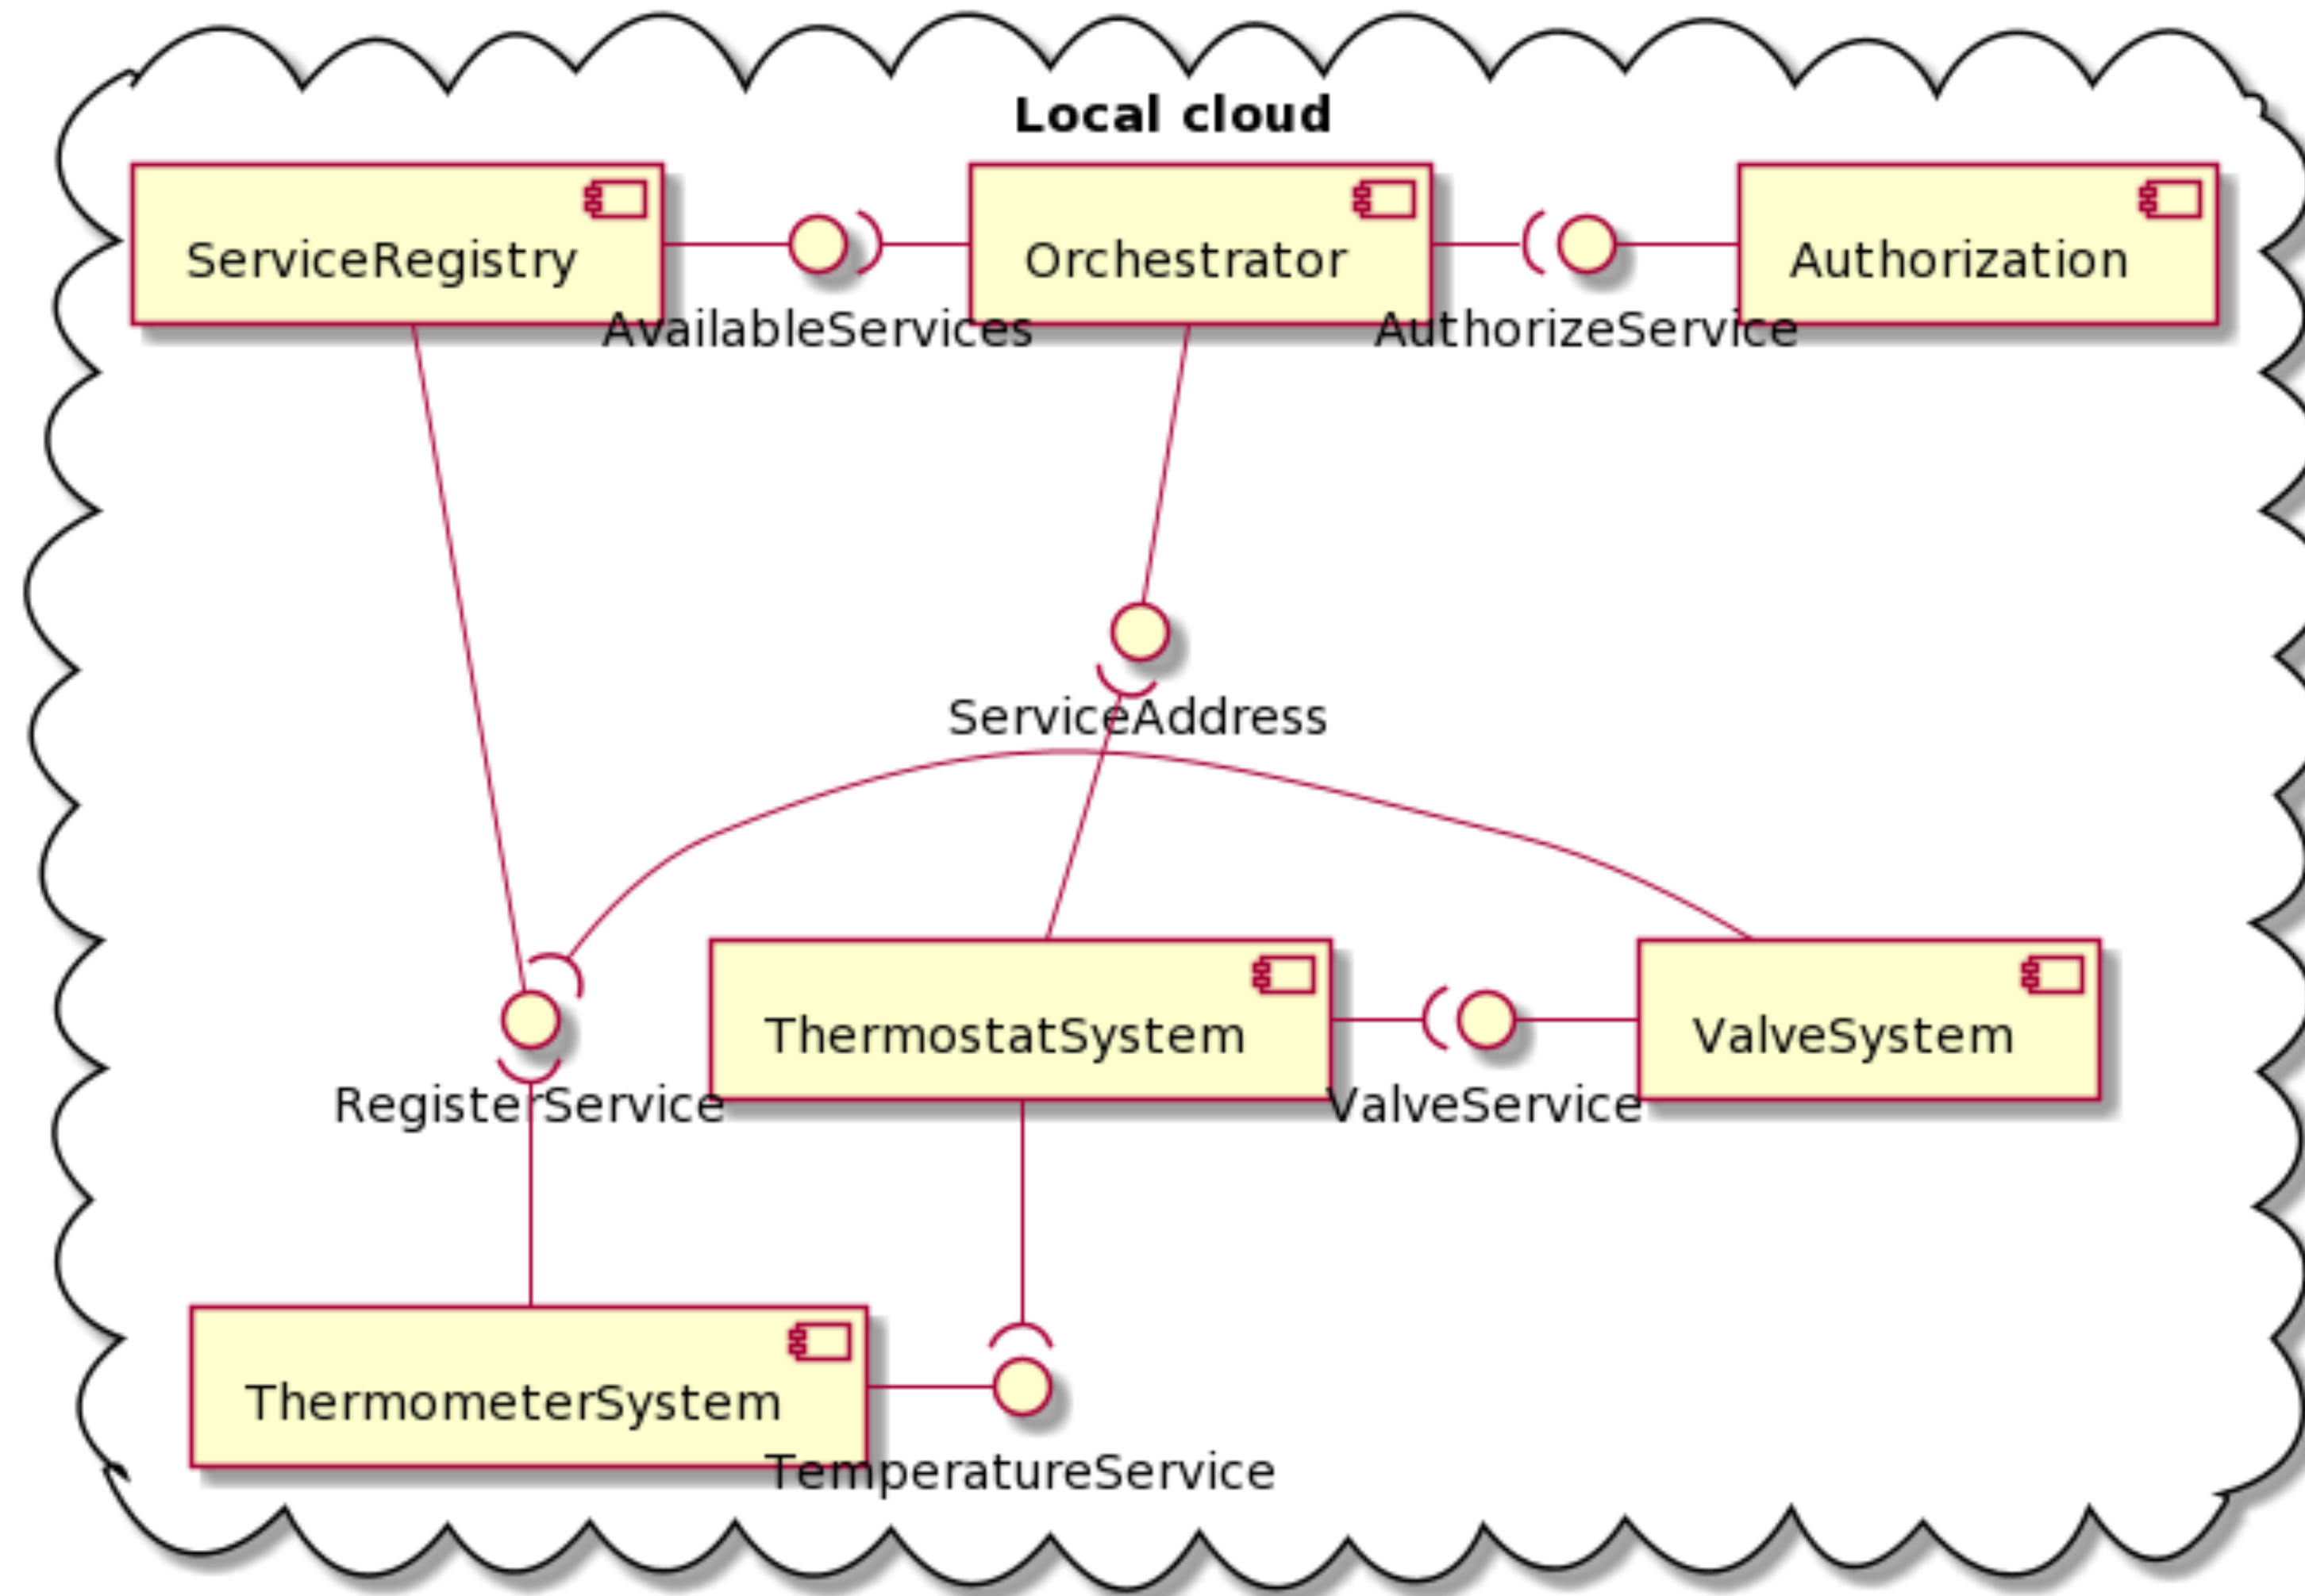 Local cloud
ServiceRegistry
Orchestrator
Authorization
AvailableServices
AuthorizeService
ServiceAddress
ThermostatSystem
ValveSystem
RegisterService
ValveService
ThermometerSystem
TemperatureService